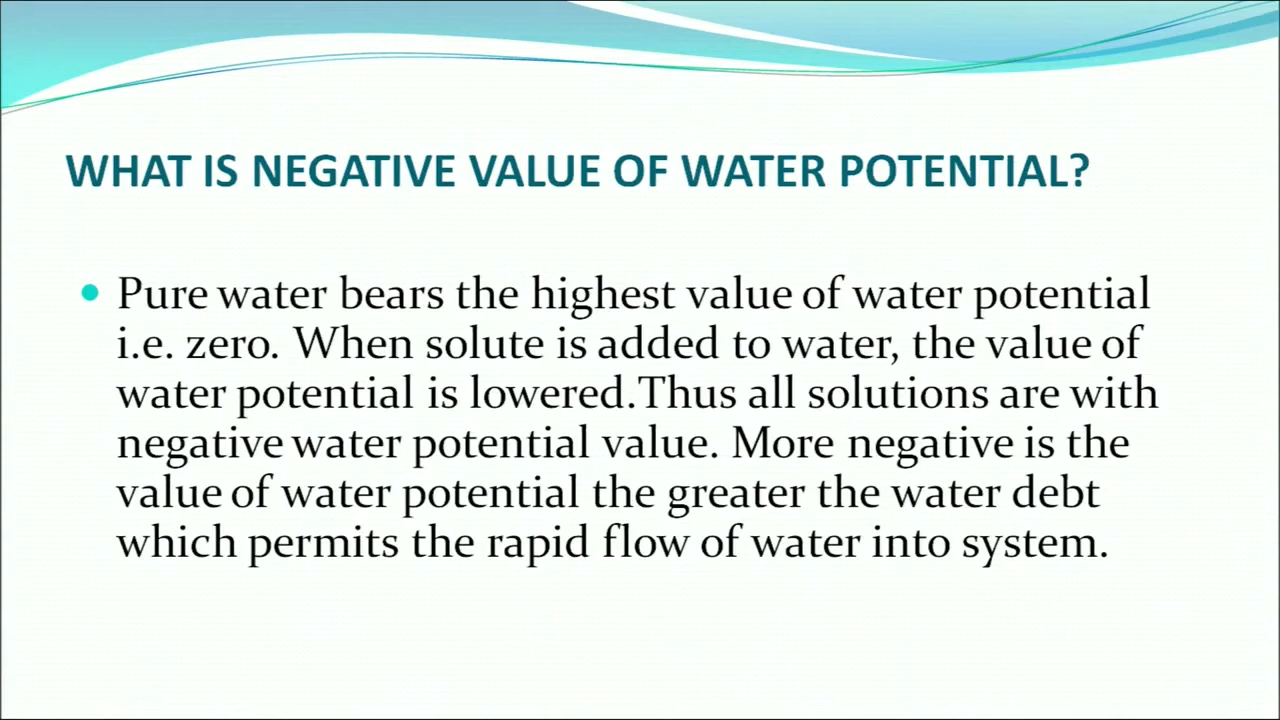 WHAT IS NEGATIVE VALUE OF WATER POTENTIAL?
• Pure water bears the highest value of water potential
i.e. zero. When solute is added to water, the value of
water potential is lowered.Thus all solutions are with
negative water potential value. More negative is the
value of water potential the greater the water debt
which permits the rapid flow of water into system.